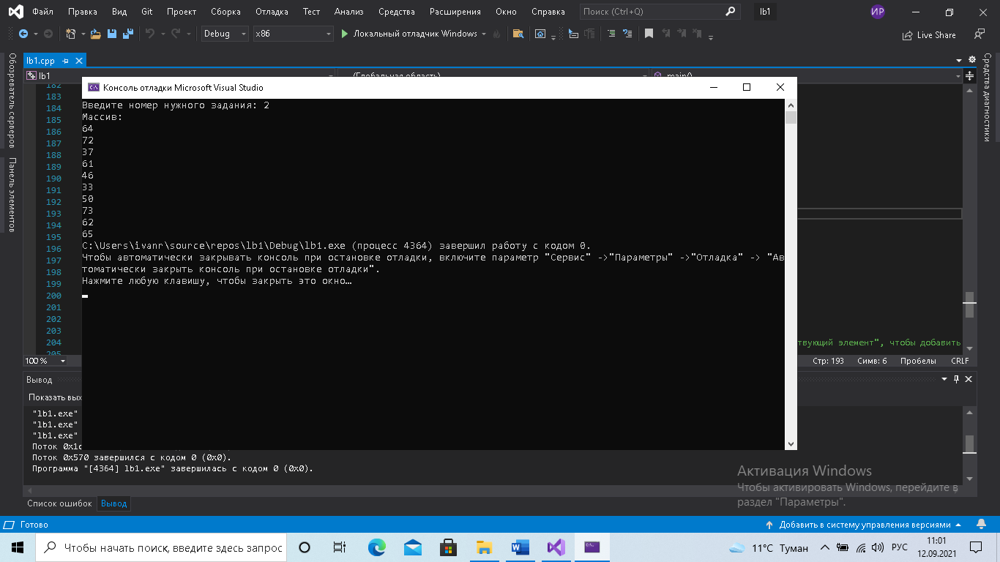 Файл Правка Вид Git Проект Сборка Отладка Тест Анализ Средства Расширения Окно Справка Поиск (Ctrl+Q) lb1 ИР
Debug x86 Локальный отладчик Windows Live Share
lb1.cpp
lb1 (Глобальная область) main()
Обозреватель серверов
Панель элементов
Средства диагностики
182
183
184
185
186
187
188
189
190
191
192
193
194
195
196
197
198
199
200
201
202
203
204
205
Консоль отладки Microsoft Visual Studio
Введите номер нужного задания: 2
Массив:
64
72
37
61
46
33
50
73
62
65
C:\Users\ivanr\source\repos\lb1\Debug\lb1.exe (процесс 4364) завершил работу с кодом 0.
Чтобы автоматически закрывать консоль при остановке отладки, включите параметр "Сервис" ->"Параметры" ->"Отладка" -> "Ав
томатически закрыть консоль при остановке отладки".
Нажмите любую клавишу, чтобы закрыть это окно…
твующий элемент", чтобы добавить
100 % Стр: 193 Симв: 6 Пробелы CRLF
Вывод
Показать вых
"lb1.exe"
"lb1.exe"
"lb1.exe"
Поток 0x1c
Поток 0x570 завершился с кодом 0 (0x0).
Программа "[4364] lb1.exe" завершилась с кодом 0 (0x0).
Активация Windows
Чтобы активировать Windows, перейдите в
раздел "Параметры".
Список ошибок Вывод
Готово Добавить в систему управления версиями
Чтобы начать поиск, введите здесь запрос 11°C Туман РУС 11:01
12.09.2021